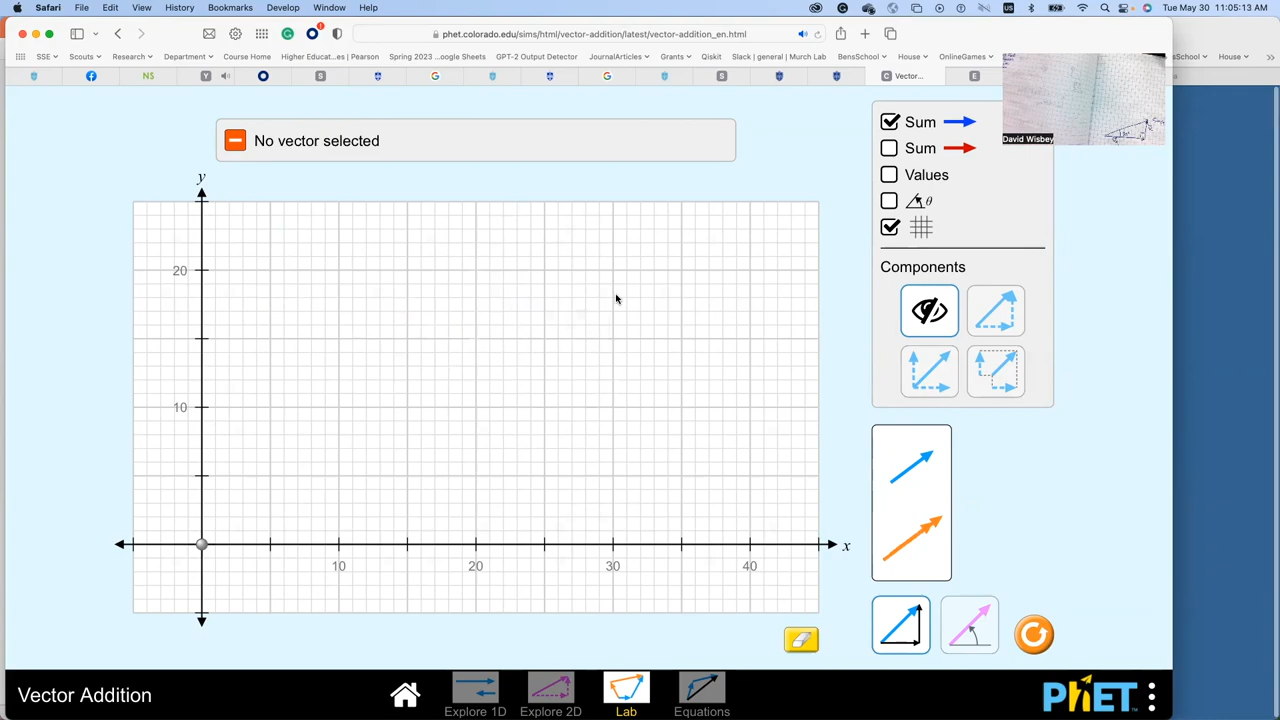 Safari File Edit View History Bookmarks Develop Window Help Tue May 30 11:05:13 AM
phet.colorado.edu/sims/html/vector-addition/latest/vector-addition_en.html
SSE Scouts Research Department Course Home Higher Educat...es | Pearson Spring 2023 ...oogle Sheets GPT-2 Output Detector JournalArticles Grants Qiskit Slack | general | Murch Lab BensSchool House OnlineGames sSchool House
NS Y S G G S C Vector... E
No vector selected
Sum
David Wisbey
Sum
Values
θ
Components
y
20
10
x
10 20 30 40
Vector Addition
Explore 1D Explore 2D Lab Equations
PhET